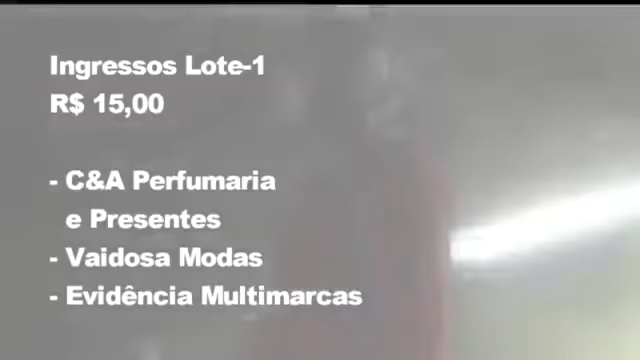 Ingressos Lote-1
R$ 15,00
- C&A Perfumaria
e Presentes
- Vaidosa Modas
- Evidência Multimarcas